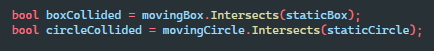 bool boxCollided = movingBox.Intersects(staticBox);
bool circleCollided = movingCircle.Intersects(staticCircle);